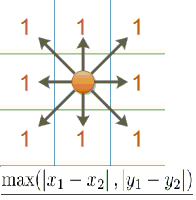 1 1 1
1 1
1 1 1
max(|x₁ − x₂| , |y₁ − y₂|)